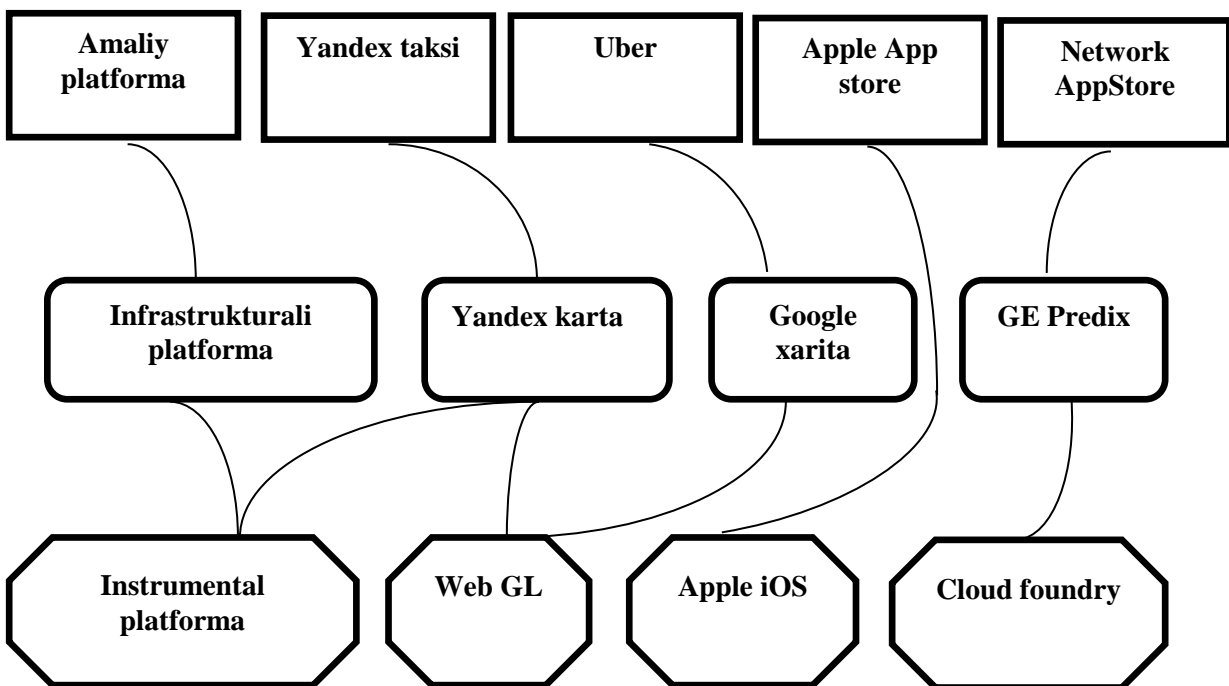 Amaliy
platforma
Yandex taksi
Uber
Apple App
store
Network
AppStore
Infrastrukturali
platforma
Yandex karta
Google
xarita
GE Predix
Instrumental
platforma
Web GL
Apple iOS
Cloud foundry